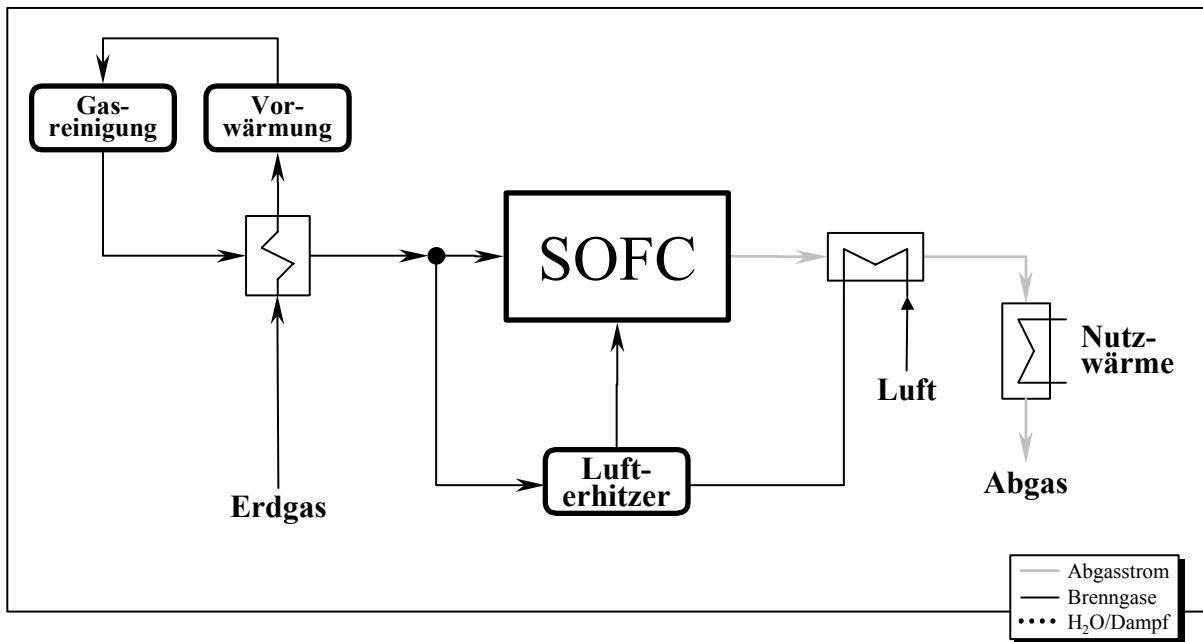 Gas-
reinigung
Vor-
wärmung
SOFC
Nutz-
wärme
Luft
Luft-
erhitzer
Erdgas
Abgas
Abgasstrom
Brenngase
H₂O/Dampf